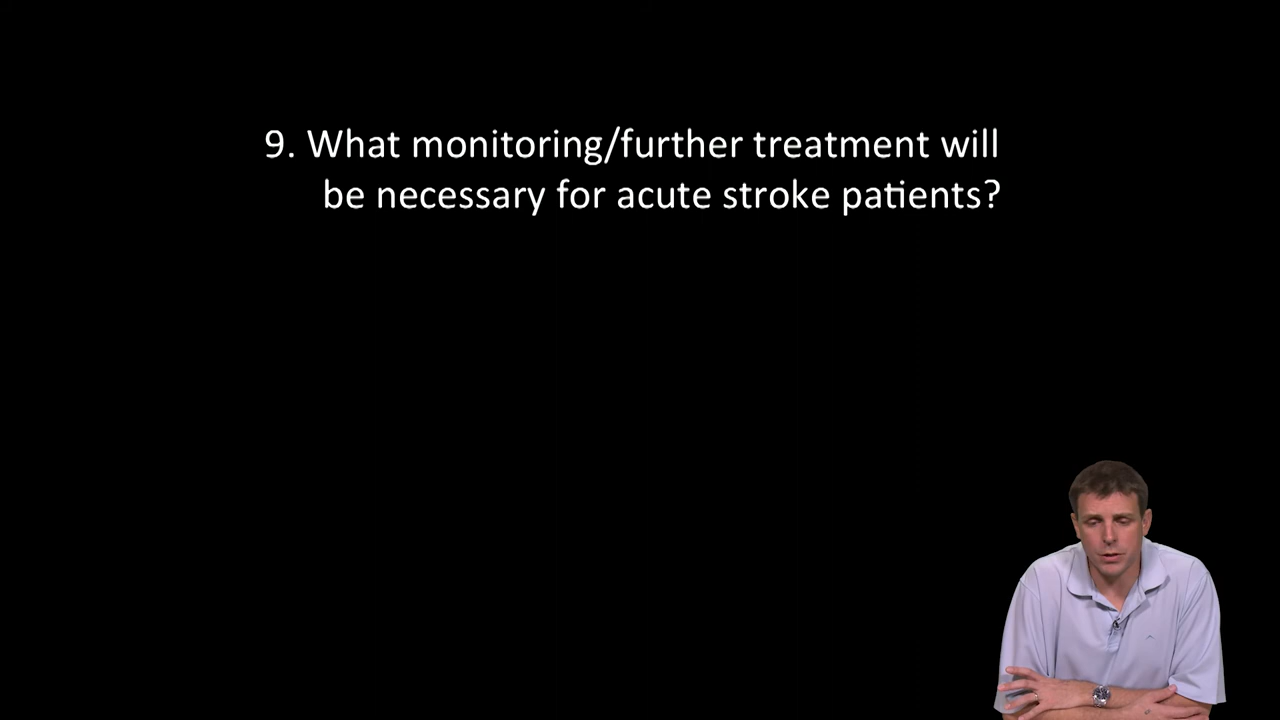 9. What monitoring/further treatment will
be necessary for acute stroke patients?